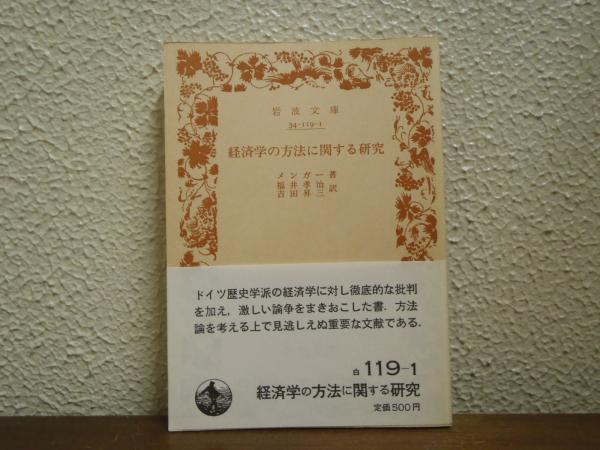 岩波文庫
34-119-1
経済学の方法に関する研究
メンガー著
福井孝治
吉田昇三訳
ドイツ歴史学派の経済学に対し徹底的な批判
を加え,激しい論争をまきおこした書.方法
論を考える上で見逃しえぬ重要な文献である.
白 119-1
経済学の方法に関する研究
定価500円